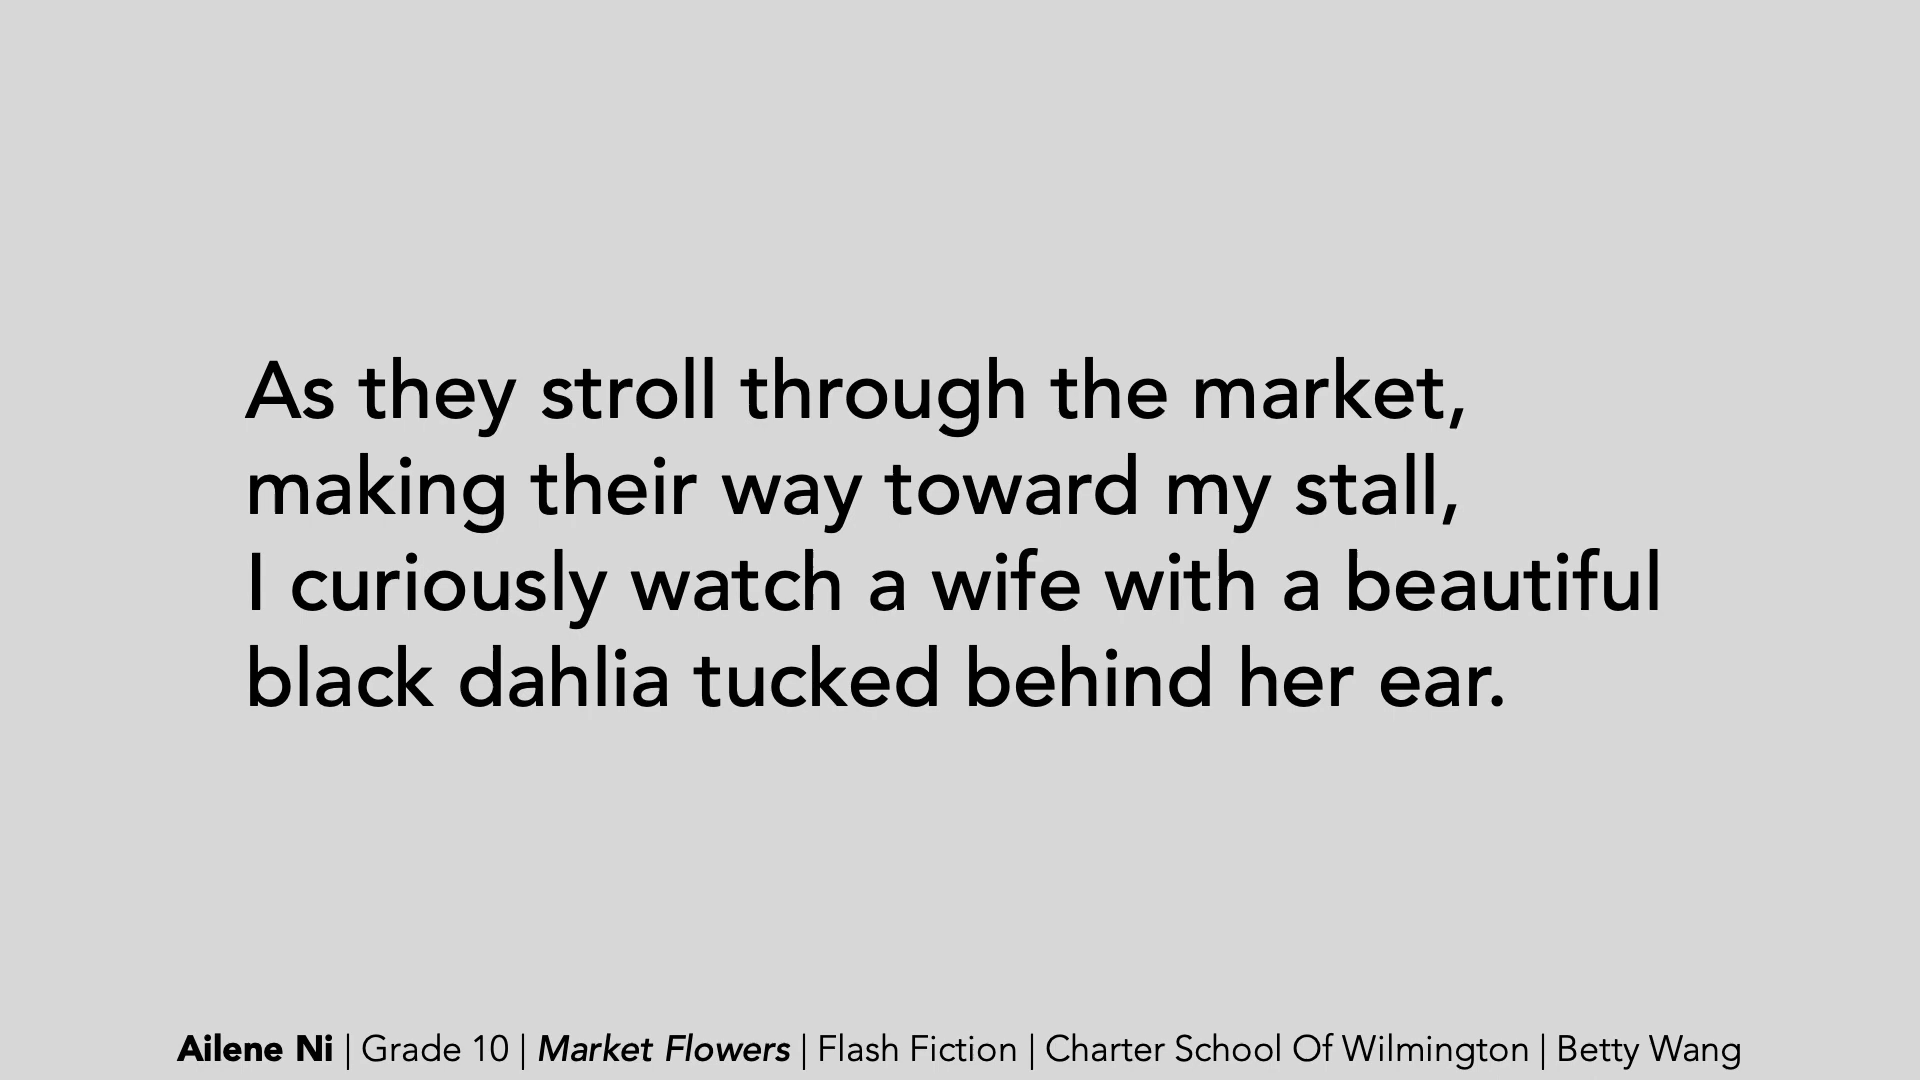 As they stroll through the market,
making their way toward my stall,
I curiously watch a wife with a beautiful
black dahlia tucked behind her ear.
Ailene Ni | Grade 10 | Market Flowers | Flash Fiction | Charter School Of Wilmington | Betty Wang